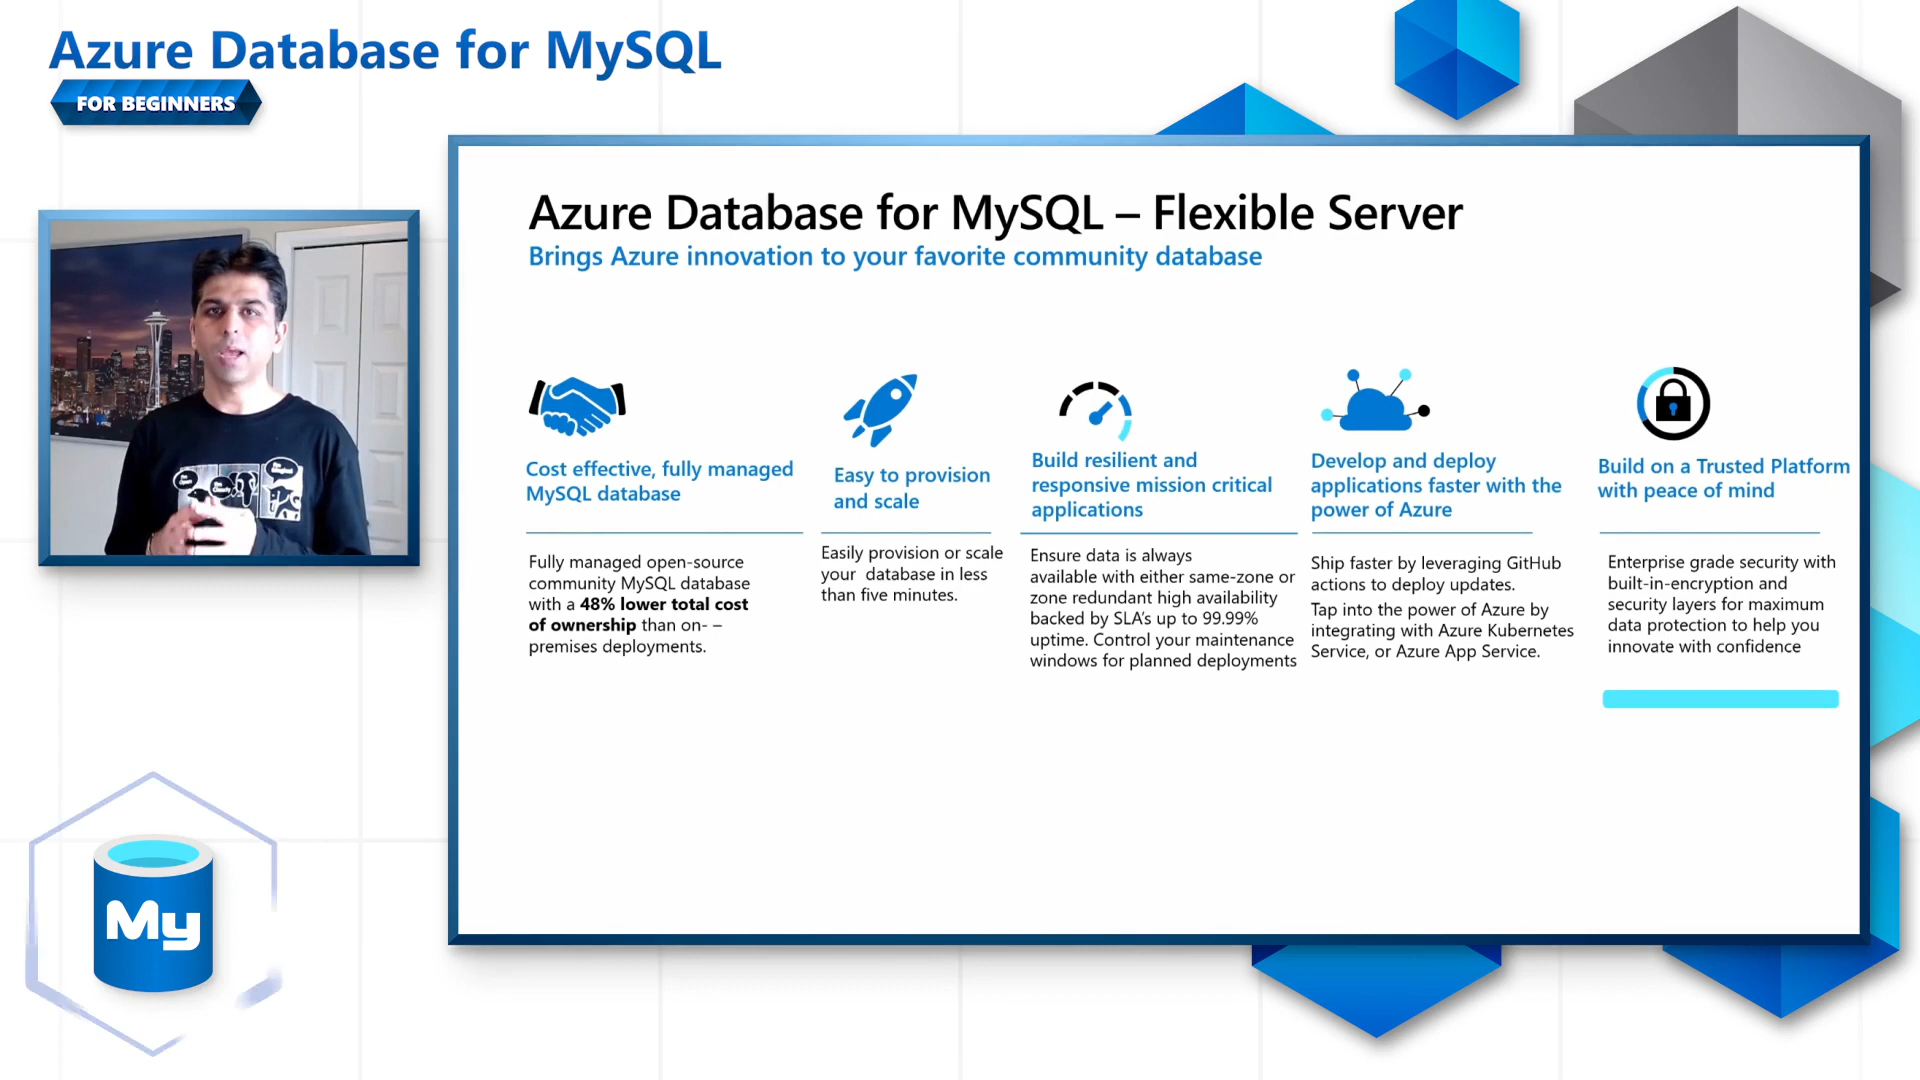 Azure Database for MySQL
FOR BEGINNERS
Azure Database for MySQL – Flexible Server
Brings Azure innovation to your favorite community database
Cost effective, fully managed
MySQL database
Fully managed open-source
community MySQL database
with a 48% lower total cost
of ownership than on- –
premises deployments.
Easy to provision
and scale
Easily provision or scale
your database in less
than five minutes.
Build resilient and
responsive mission critical
applications
Ensure data is always
available with either same-zone or
zone redundant high availability
backed by SLA's up to 99.99%
uptime. Control your maintenance
windows for planned deployments
Develop and deploy
applications faster with the
power of Azure
Ship faster by leveraging GitHub
actions to deploy updates.
Tap into the power of Azure by
integrating with Azure Kubernetes
Service, or Azure App Service.
Build on a Trusted Platform
with peace of mind
Enterprise grade security with
built-in-encryption and
security layers for maximum
data protection to help you
innovate with confidence
My